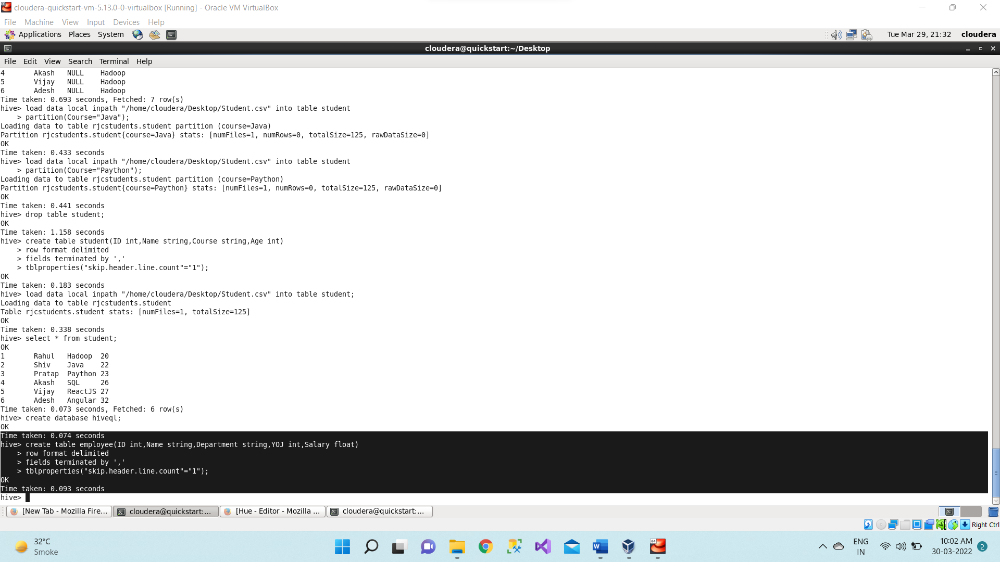 cloudera-quickstart-vm-5.13.0-0-virtualbox [Running] - Oracle VM VirtualBox
File Machine View Input Devices Help
Applications Places System Tue Mar 29, 21:32 cloudera
cloudera@quickstart:~/Desktop
File Edit View Search Terminal Help
4 Akash NULL Hadoop
5 Vijay NULL Hadoop
6 Adesh NULL Hadoop
Time taken: 0.693 seconds, Fetched: 7 row(s)
hive> load data local inpath "/home/cloudera/Desktop/Student.csv" into table student
> partition(Course="Java");
Loading data to table rjcstudents.student partition (course=Java)
Partition rjcstudents.student{course=Java} stats: [numFiles=1, numRows=0, totalSize=125, rawDataSize=0]
OK
Time taken: 0.433 seconds
hive> load data local inpath "/home/cloudera/Desktop/Student.csv" into table student
> partition(Course="Paython");
Loading data to table rjcstudents.student partition (course=Paython)
Partition rjcstudents.student{course=Paython} stats: [numFiles=1, numRows=0, totalSize=125, rawDataSize=0]
OK
Time taken: 0.441 seconds
hive> drop table student;
OK
Time taken: 1.158 seconds
hive> create table student(ID int,Name string,Course string,Age int)
> row format delimited
> fields terminated by ','
> tblproperties("skip.header.line.count"="1");
OK
Time taken: 0.183 seconds
hive> load data local inpath "/home/cloudera/Desktop/Student.csv" into table student;
Loading data to table rjcstudents.student
Table rjcstudents.student stats: [numFiles=1, totalSize=125]
OK
Time taken: 0.338 seconds
hive> select * from student;
OK
1 Rahul Hadoop 20
2 Shiv Java 22
3 Pratap Paython 23
4 Akash SQL 26
5 Vijay ReactJS 27
6 Adesh Angular 32
Time taken: 0.073 seconds, Fetched: 6 row(s)
hive> create database hiveql;
OK
Time taken: 0.074 seconds
hive> create table employee(ID int,Name string,Department string,YOJ int,Salary float)
> row format delimited
> fields terminated by ','
> tblproperties("skip.header.line.count"="1");
OK
Time taken: 0.093 seconds
hive>
[New Tab - Mozilla Fire... cloudera@quickstart:... [Hue - Editor - Mozilla ... cloudera@quickstart:...
Right Ctrl
32°C
Smoke
64
ENG
IN
10:02 AM
30-03-2022
2